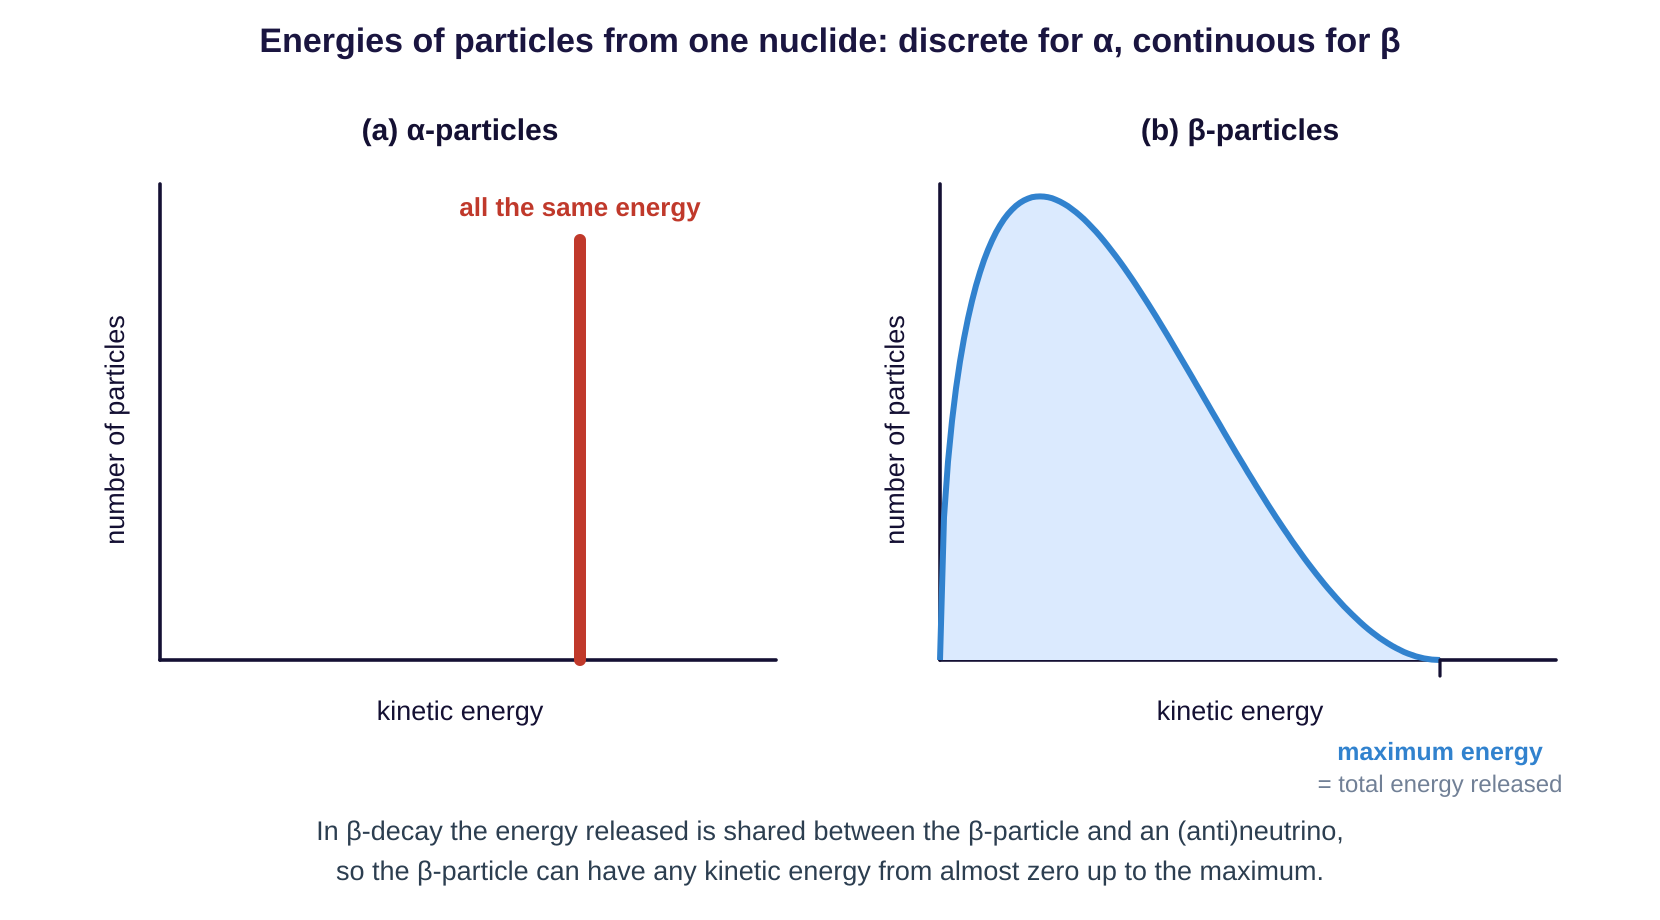 Energies of particles from one nuclide: discrete for α, continuous for β
(a) α-particles
all the same energy
number of particles
kinetic energy
(b) β-particles
number of particles
kinetic energy
maximum energy
= total energy released
In β-decay the energy released is shared between the β-particle and an (anti)neutrino,
so the β-particle can have any kinetic energy from almost zero up to the maximum.